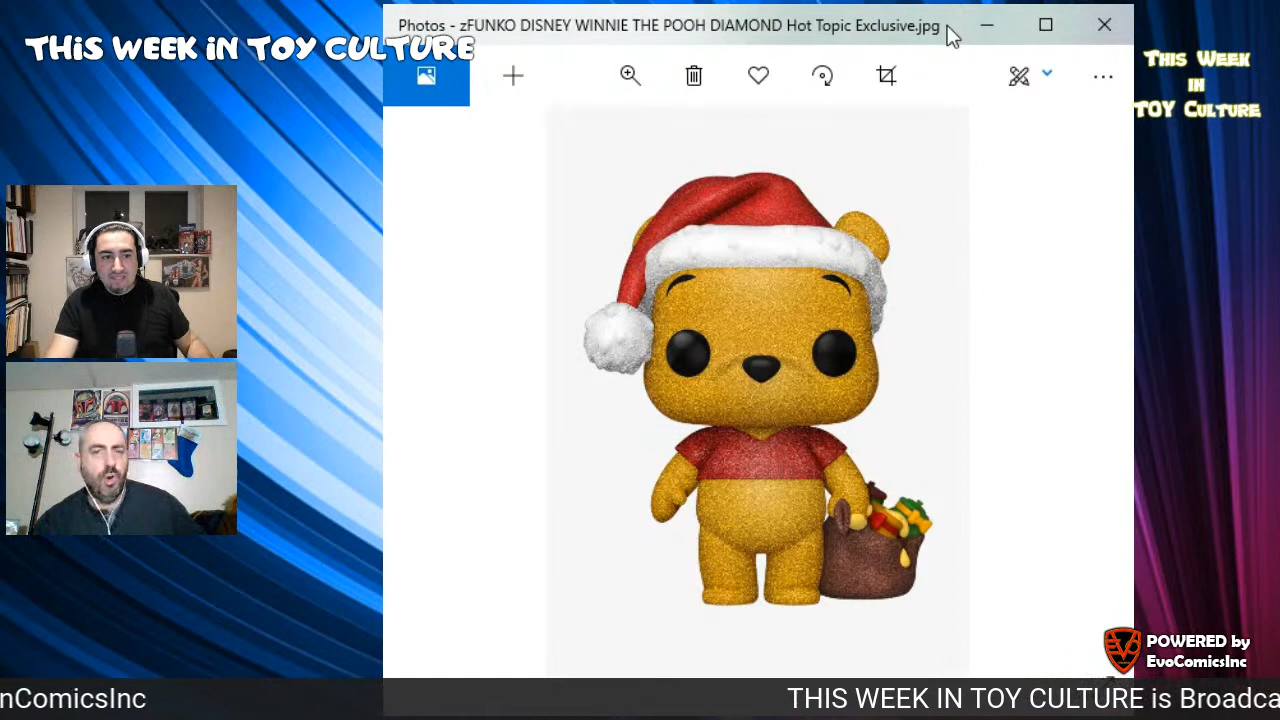 Photos - zFUNKO DISNEY WINNIE THE POOH DIAMOND Hot Topic Exclusive.jpg
THiS WEEK iN TOY CULTURE
This Week
in
TOY Culture
POWERED by
EvoComicsInc
nComicsInc
THIS WEEK IN TOY CULTURE is Broadca